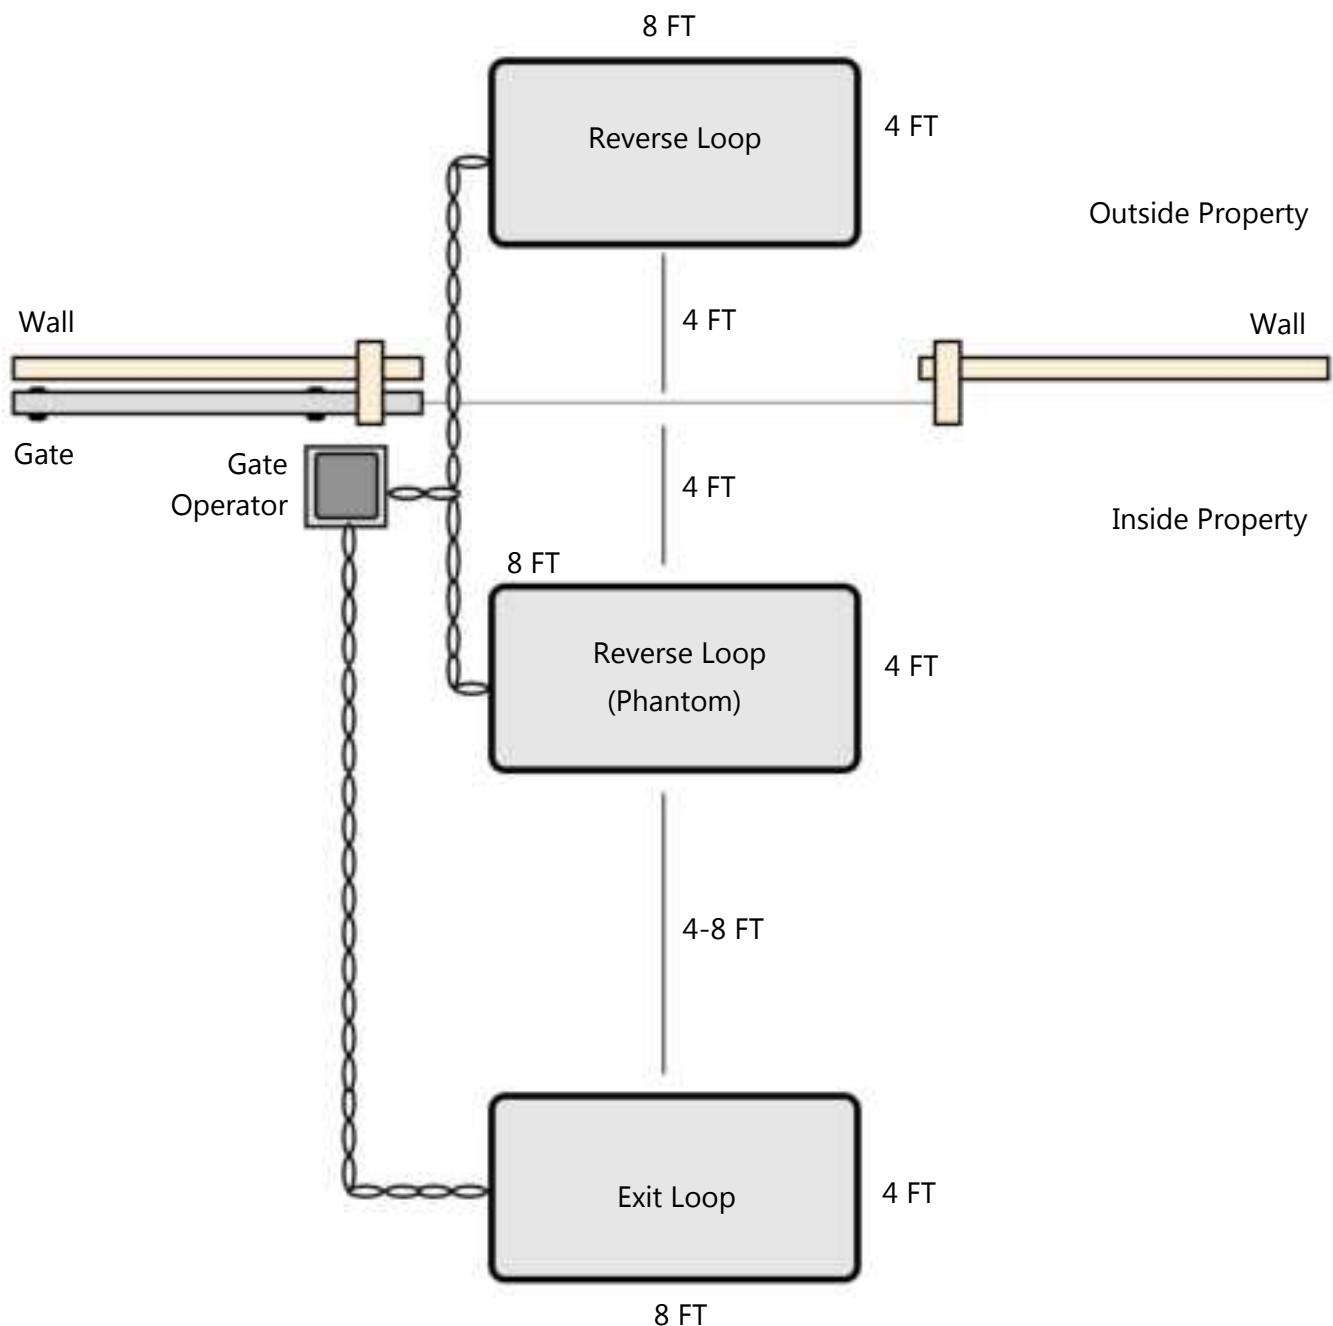 8 FT
Reverse Loop
4 FT
Outside Property
Wall
4 FT
Wall
Gate
Gate
Operator
4 FT
Inside Property
8 FT
Reverse Loop
(Phantom)
4 FT
4-8 FT
Exit Loop
4 FT
8 FT